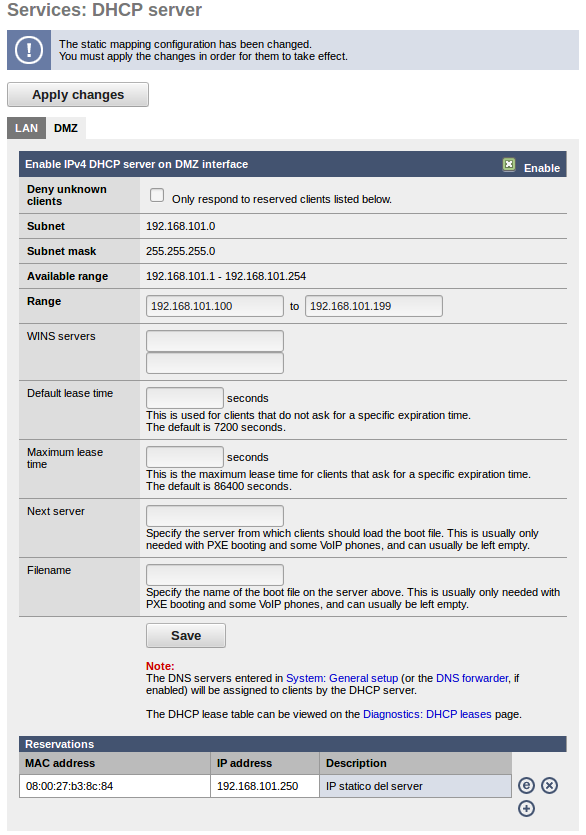 Services: DHCP server
The static mapping configuration has been changed.
You must apply the changes in order for them to take effect.
Apply changes
LAN DMZ
Enable IPv4 DHCP server on DMZ interface Enable
Deny unknown
clients
Only respond to reserved clients listed below.
Subnet 192.168.101.0
Subnet mask 255.255.255.0
Available range 192.168.101.1 - 192.168.101.254
Range 192.168.101.100 to 192.168.101.199
WINS servers
Default lease time seconds
This is used for clients that do not ask for a specific expiration time.
The default is 7200 seconds.
Maximum lease
time
seconds
This is the maximum lease time for clients that ask for a specific expiration time.
The default is 86400 seconds.
Next server
Specify the server from which clients should load the boot file. This is usually only
needed with PXE booting and some VoIP phones, and can usually be left empty.
Filename
Specify the name of the boot file on the server above. This is usually only needed with
PXE booting and some VoIP phones, and can usually be left empty.
Save
Note:
The DNS servers entered in System: General setup (or the DNS forwarder, if
enabled) will be assigned to clients by the DHCP server.
The DHCP lease table can be viewed on the Diagnostics: DHCP leases page.
Reservations
MAC address IP address Description
08:00:27:b3:8c:84 192.168.101.250 IP statico del server